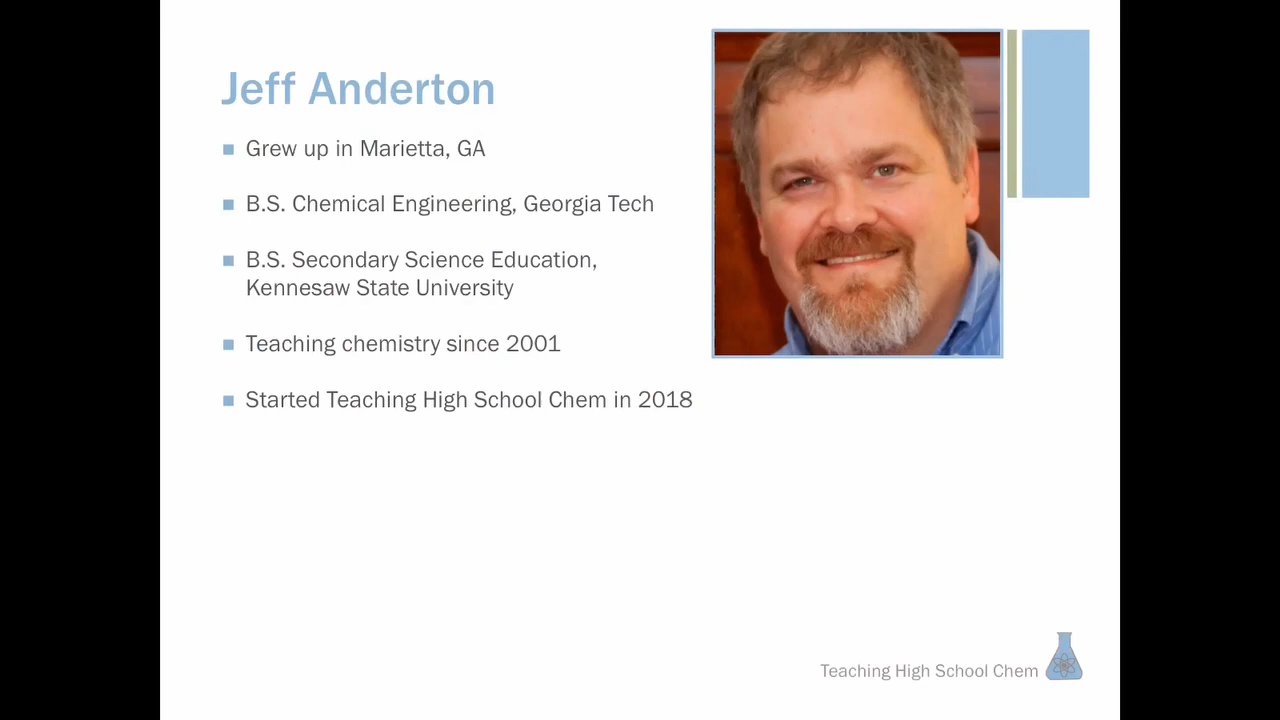 Jeff Anderton
Grew up in Marietta, GA
B.S. Chemical Engineering, Georgia Tech
B.S. Secondary Science Education,
Kennesaw State University
Teaching chemistry since 2001
Started Teaching High School Chem in 2018
Teaching High School Chem